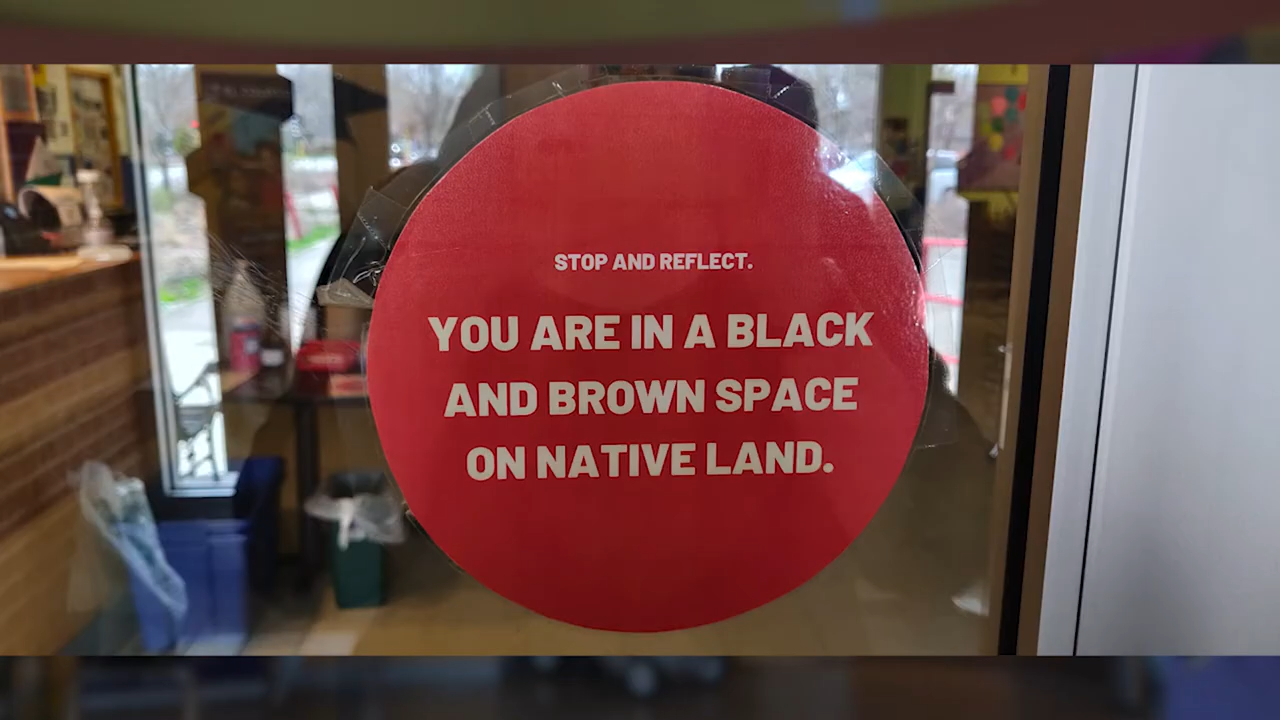 STOP AND REFLECT.
YOU ARE IN A BLACK
AND BROWN SPACE
ON NATIVE LAND.